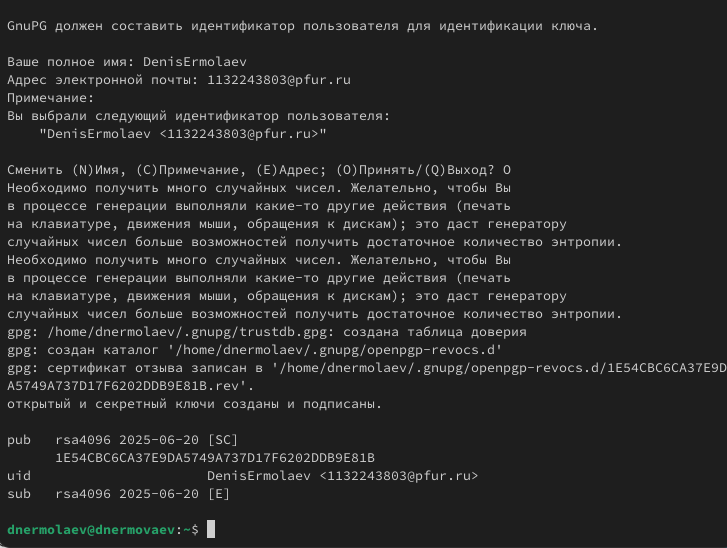 GnuPG должен составить идентификатор пользователя для идентификации ключа.
Ваше полное имя: DenisErmolaev
Адрес электронной почты: 1132243803@pfur.ru
Примечание:
Вы выбрали следующий идентификатор пользователя:
"DenisErmolaev <1132243803@pfur.ru>"
Сменить (N)Имя, (C)Примечание, (E)Адрес; (O)Принять/(Q)Выход? O
Необходимо получить много случайных чисел. Желательно, чтобы Вы
в процессе генерации выполняли какие-то другие действия (печать
на клавиатуре, движения мыши, обращения к дискам); это даст генератору
случайных чисел больше возможностей получить достаточное количество энтропии.
Необходимо получить много случайных чисел. Желательно, чтобы Вы
в процессе генерации выполняли какие-то другие действия (печать
на клавиатуре, движения мыши, обращения к дискам); это даст генератору
случайных чисел больше возможностей получить достаточное количество энтропии.
gpg: /home/dnermolaev/.gnupg/trustdb.gpg: создана таблица доверия
gpg: создан каталог '/home/dnermolaev/.gnupg/openpgp-revocs.d'
gpg: сертификат отзыва записан в '/home/dnermolaev/.gnupg/openpgp-revocs.d/1E54CBC6CA37E9D
A5749A737D17F6202DDB9E81B.rev'.
открытый и секретный ключи созданы и подписаны.
pub   rsa4096 2025-06-20 [SC]
1E54CBC6CA37E9DA5749A737D17F6202DDB9E81B
uid                      DenisErmolaev <1132243803@pfur.ru>
sub   rsa4096 2025-06-20 [E]
dnermolaev@dnermovaev:~$